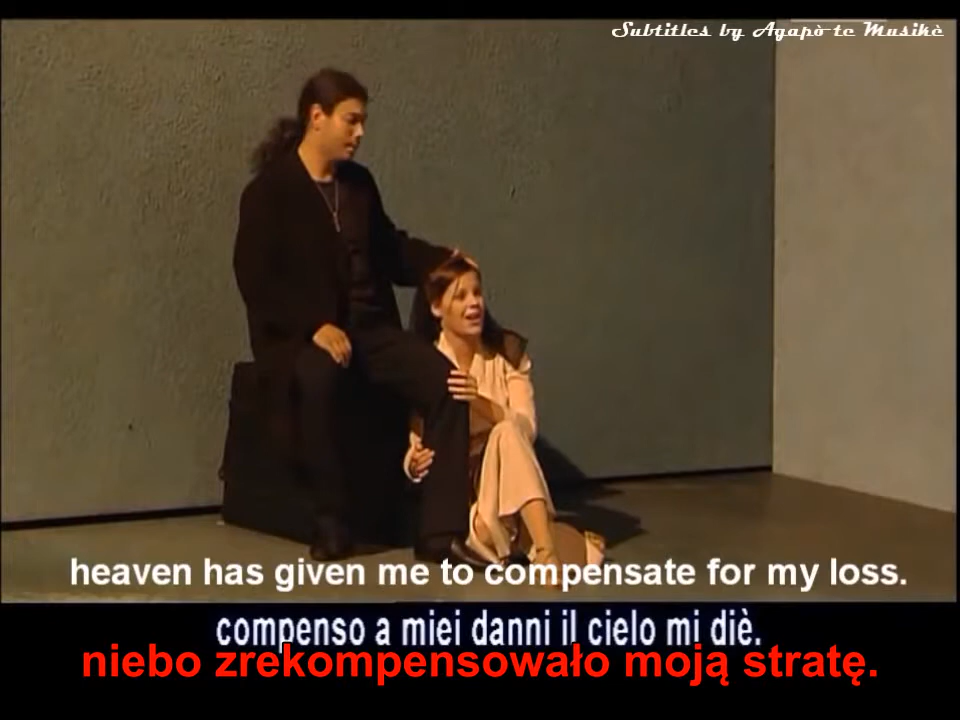 Subtitles by Agapò te Musikè
heaven has given me to compensate for my loss.
compenso a miei danni il cielo mi diè.
niebo zrekompensowało moją stratę.